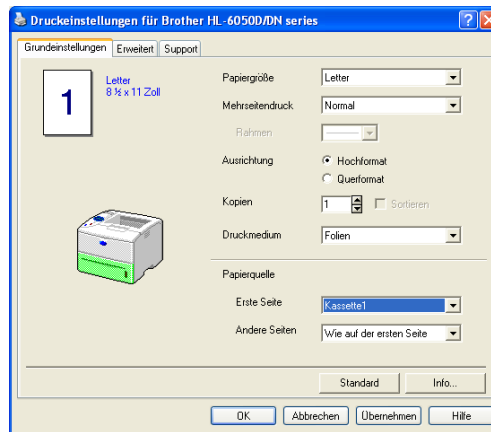 Druckeinstellungen für Brother HL-6050D/DN series
Grundeinstellungen Erweitert Support
1
Letter
8 ½ x 11 Zoll
Papiergröße Letter
Mehrseitendruck Normal
Rahmen
Ausrichtung Hochformat
Querformat
Kopien 1 Sortieren
Druckmedium Folien
Papierquelle
Erste Seite Kassette1
Andere Seiten Wie auf der ersten Seite
Standard Info...
OK Abbrechen Übernehmen Hilfe